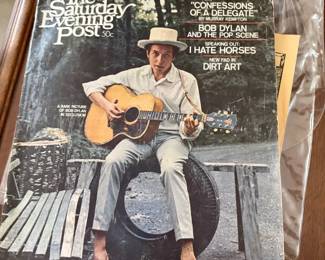 The
Saturday
Evening
Post
50c
"CONFESSIONS
OF A DELEGATE"
BY MURRAY KEMPTON
BOB DYLAN
AND THE POP SCENE
SPEAKING OUT:
I HATE HORSES
NEW FAD IN
DIRT ART
A RARE PICTURE
OF BOB DYLAN
IN SECLUSION